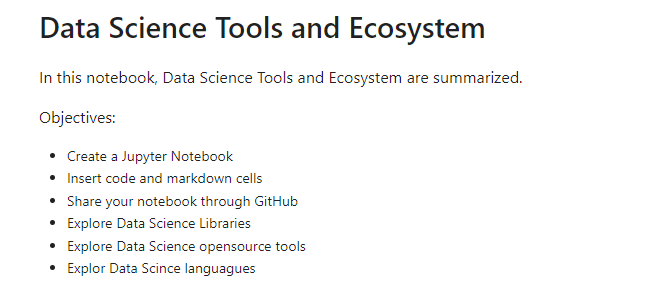 Data Science Tools and Ecosystem
In this notebook, Data Science Tools and Ecosystem are summarized.
Objectives:
• Create a Jupyter Notebook
• Insert code and markdown cells
• Share your notebook through GitHub
• Explore Data Science Libraries
• Explore Data Science opensource tools
• Explor Data Scince languagues